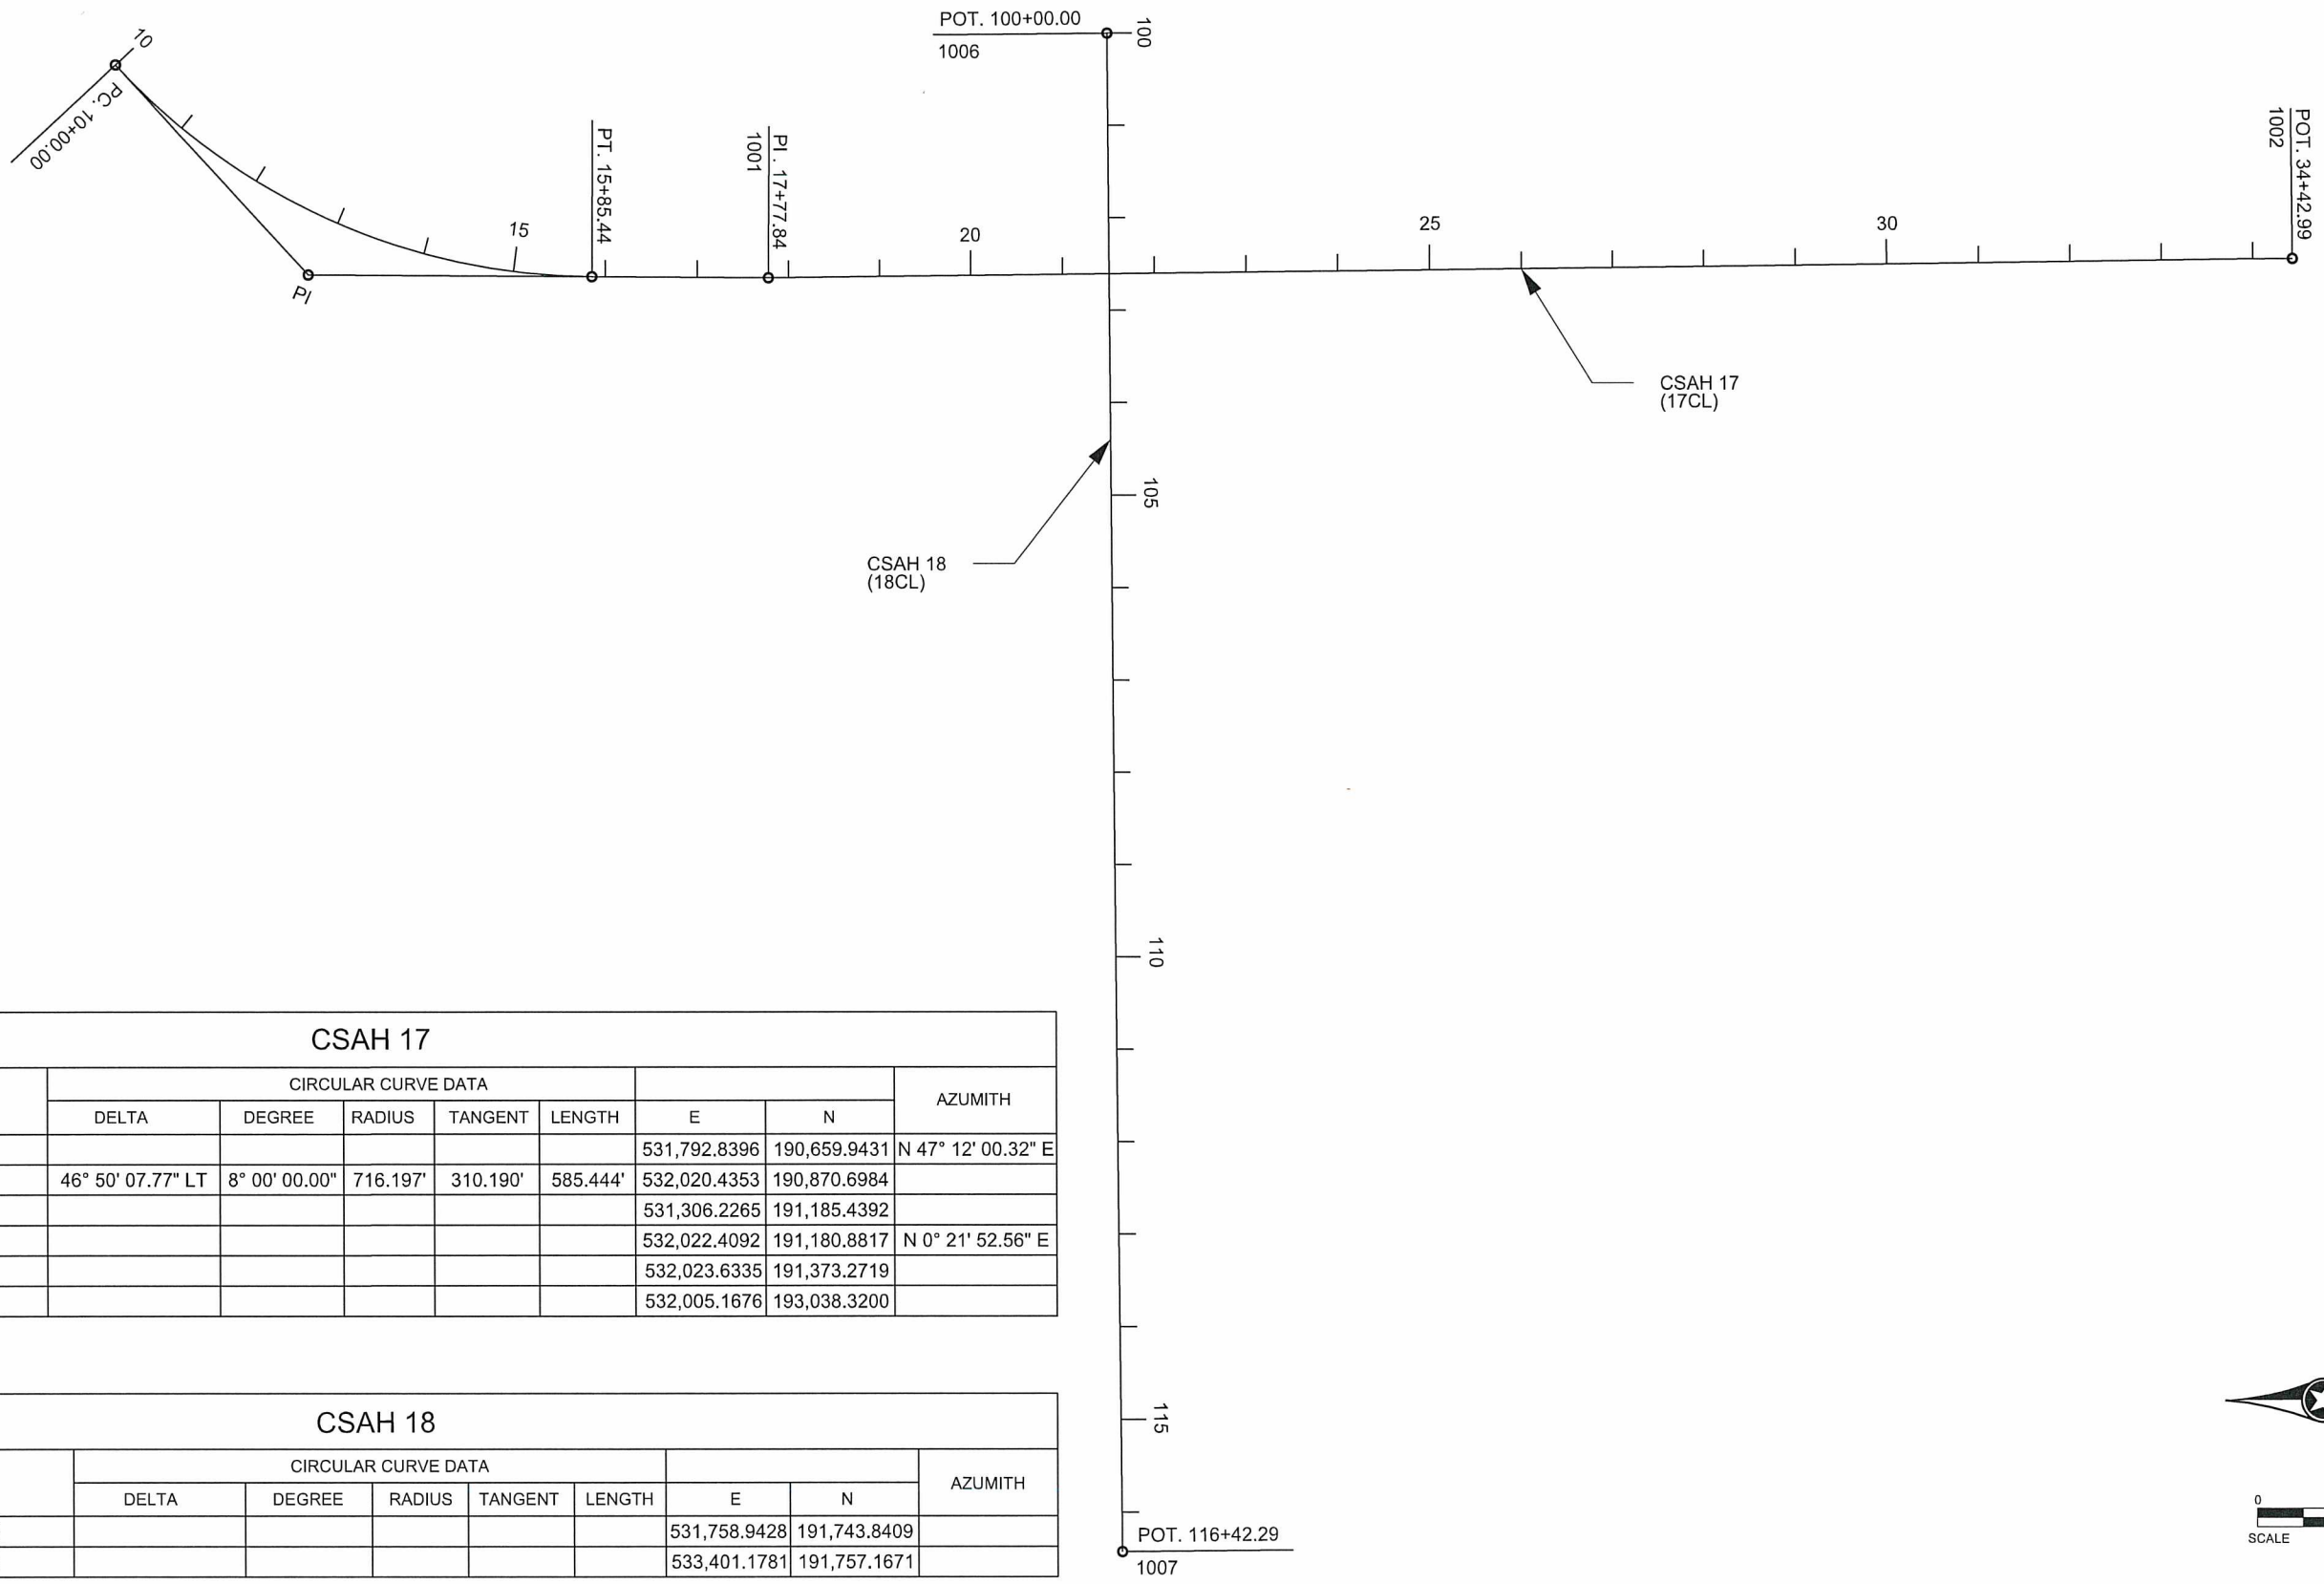 POT. 100+00.00
1006
100
10
PC. 10+00.00
PI
15
PT. 15+85.44
PI. 17+77.84
1001
20
25
30
POT. 34+42.99
1002
CSAH 17
(17CL)
105
CSAH 18
(18CL)
110
115
POT. 116+42.29
1007
CSAH 17
CIRCULAR CURVE DATA
AZUMITH
DELTA DEGREE RADIUS TANGENT LENGTH E N
531,792.8396 190,659.9431 N 47° 12' 00.32" E
46° 50' 07.77" LT 8° 00' 00.00" 716.197' 310.190' 585.444' 532,020.4353 190,870.6984
531,306.2265 191,185.4392
532,022.4092 191,180.8817 N 0° 21' 52.56" E
532,023.6335 191,373.2719
532,005.1676 193,038.3200
CSAH 18
CIRCULAR CURVE DATA
AZUMITH
DELTA DEGREE RADIUS TANGENT LENGTH E N
531,758.9428 191,743.8409
533,401.1781 191,757.1671
0
SCALE